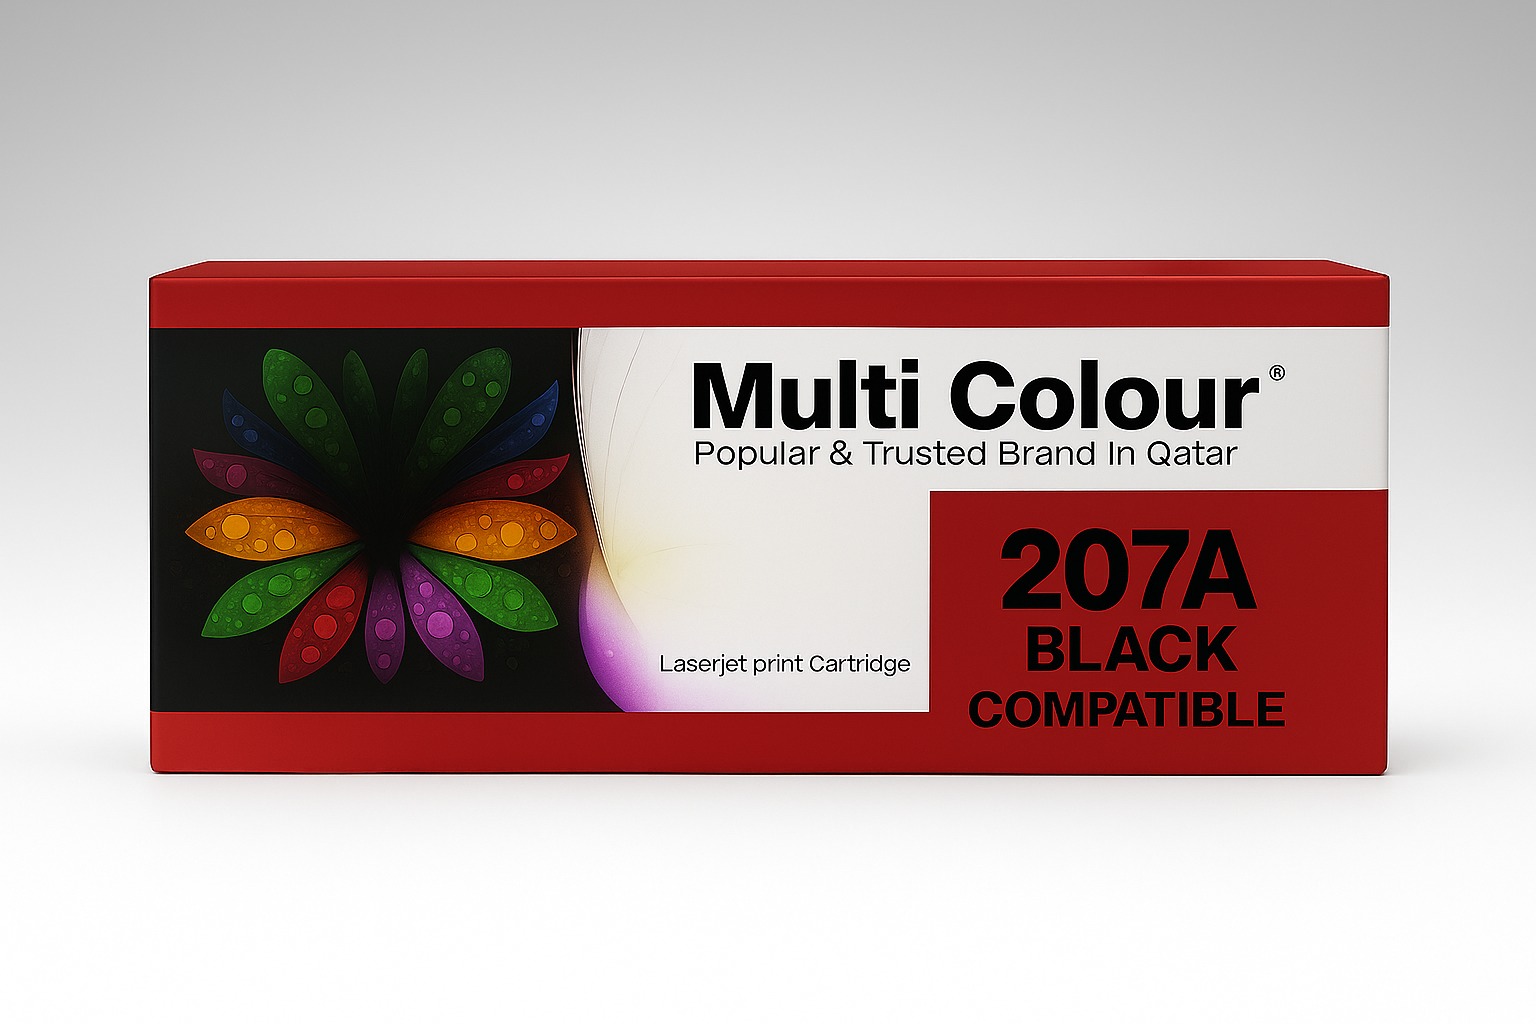 Multi Colour®
Popular & Trusted Brand In Qatar
Laserjet print Cartridge
207A
BLACK
COMPATIBLE